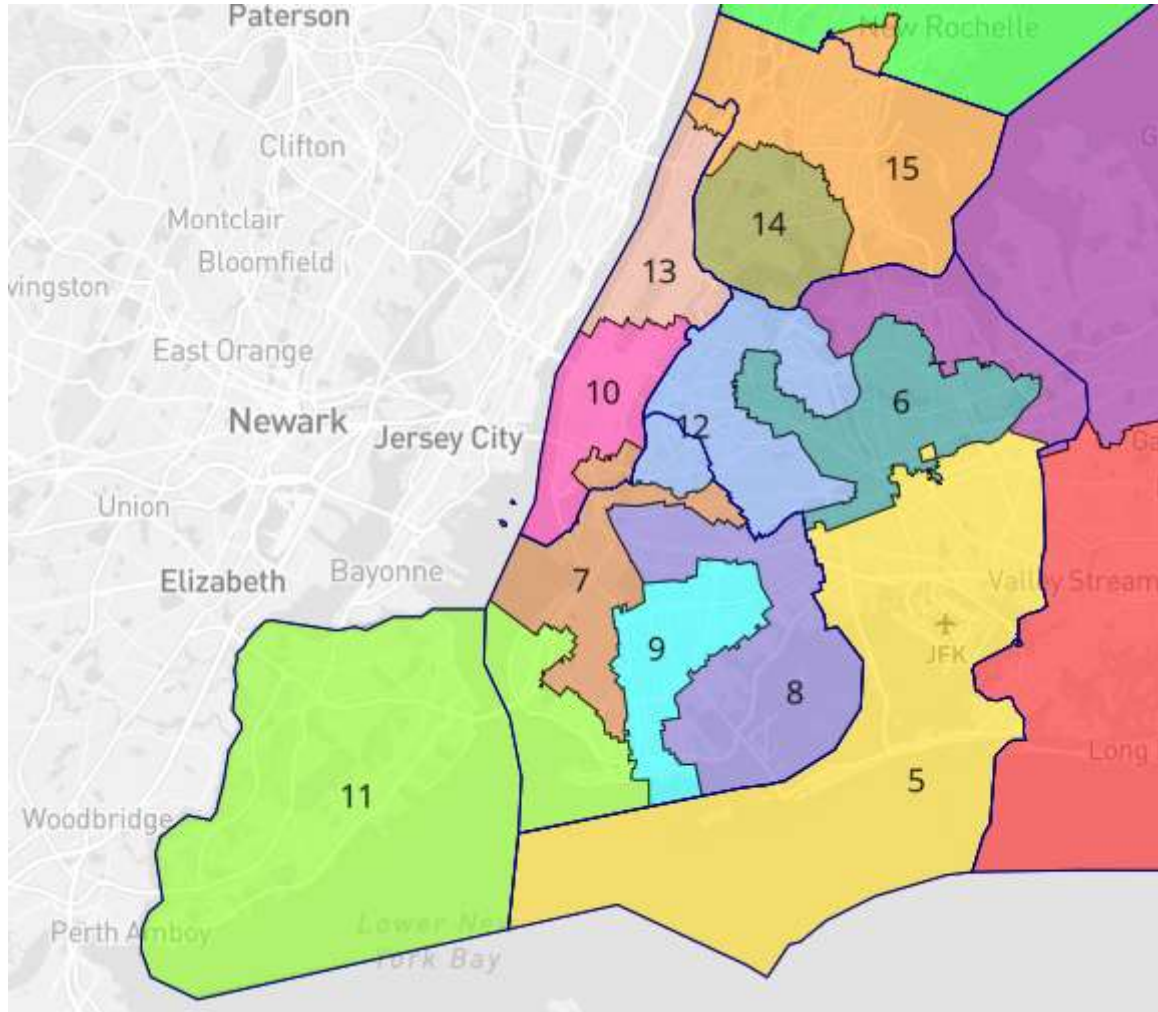 Paterson
New Rochelle
Clifton
15
Montclair
14
Bloomfield
vingston
13
East Orange
10
6
Newark
12
Jersey City
Ga
Union
Elizabeth
Bayonne
7
Valley Stream
JFK
9
8
Long
5
11
Woodbridge
Perth Amboy
Lower New
York Bay